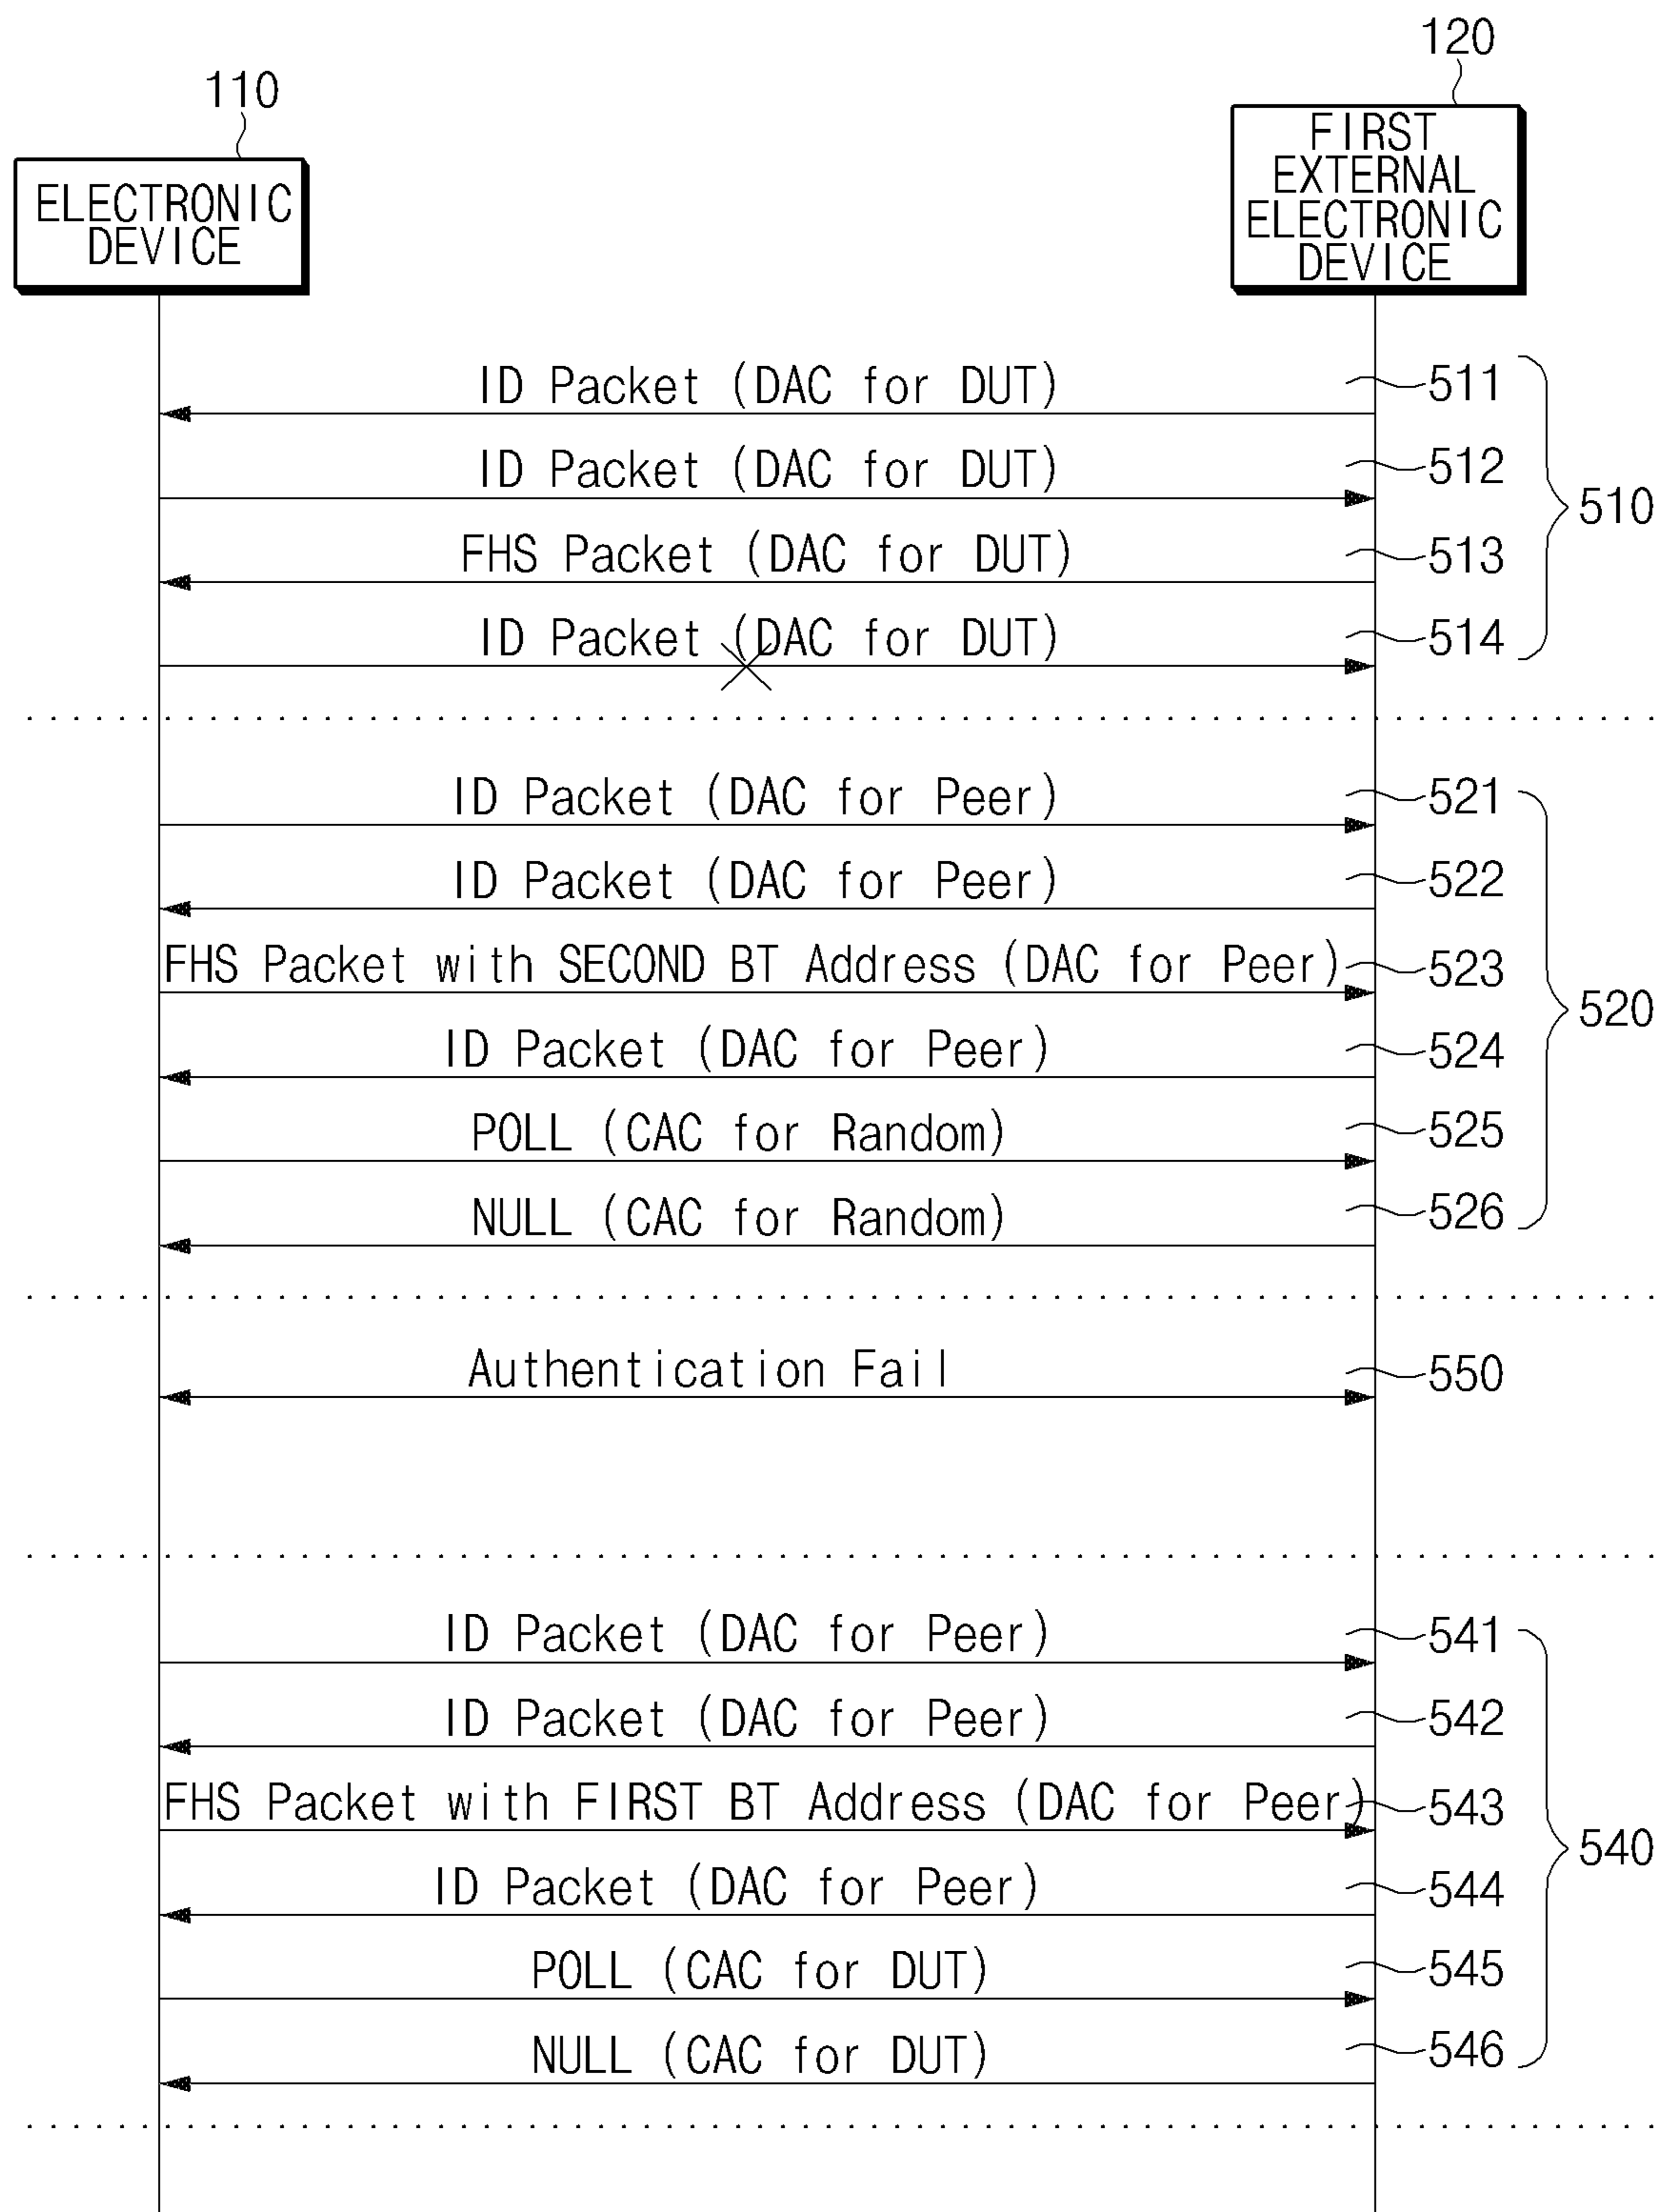 120
110
FIRST
EXTERNAL
ELECTRONIC
DEVICE
ELECTRONIC
DEVICE
ID Packet (DAC for DUT)
511
ID Packet (DAC for DUT)
512
510
FHS Packet (DAC for DUT)
513
ID Packet (DAC for DUT)
514
ID Packet (DAC for Peer)
521
ID Packet (DAC for Peer)
522
FHS Packet with SECOND BT Address (DAC for Peer)
523
520
ID Packet (DAC for Peer)
524
POLL (CAC for Random)
525
NULL (CAC for Random)
526
Authentication Fail
550
ID Packet (DAC for Peer)
541
ID Packet (DAC for Peer)
542
FHS Packet with FIRST BT Address (DAC for Peer)
543
540
ID Packet (DAC for Peer)
544
POLL (CAC for DUT)
545
NULL (CAC for DUT)
546